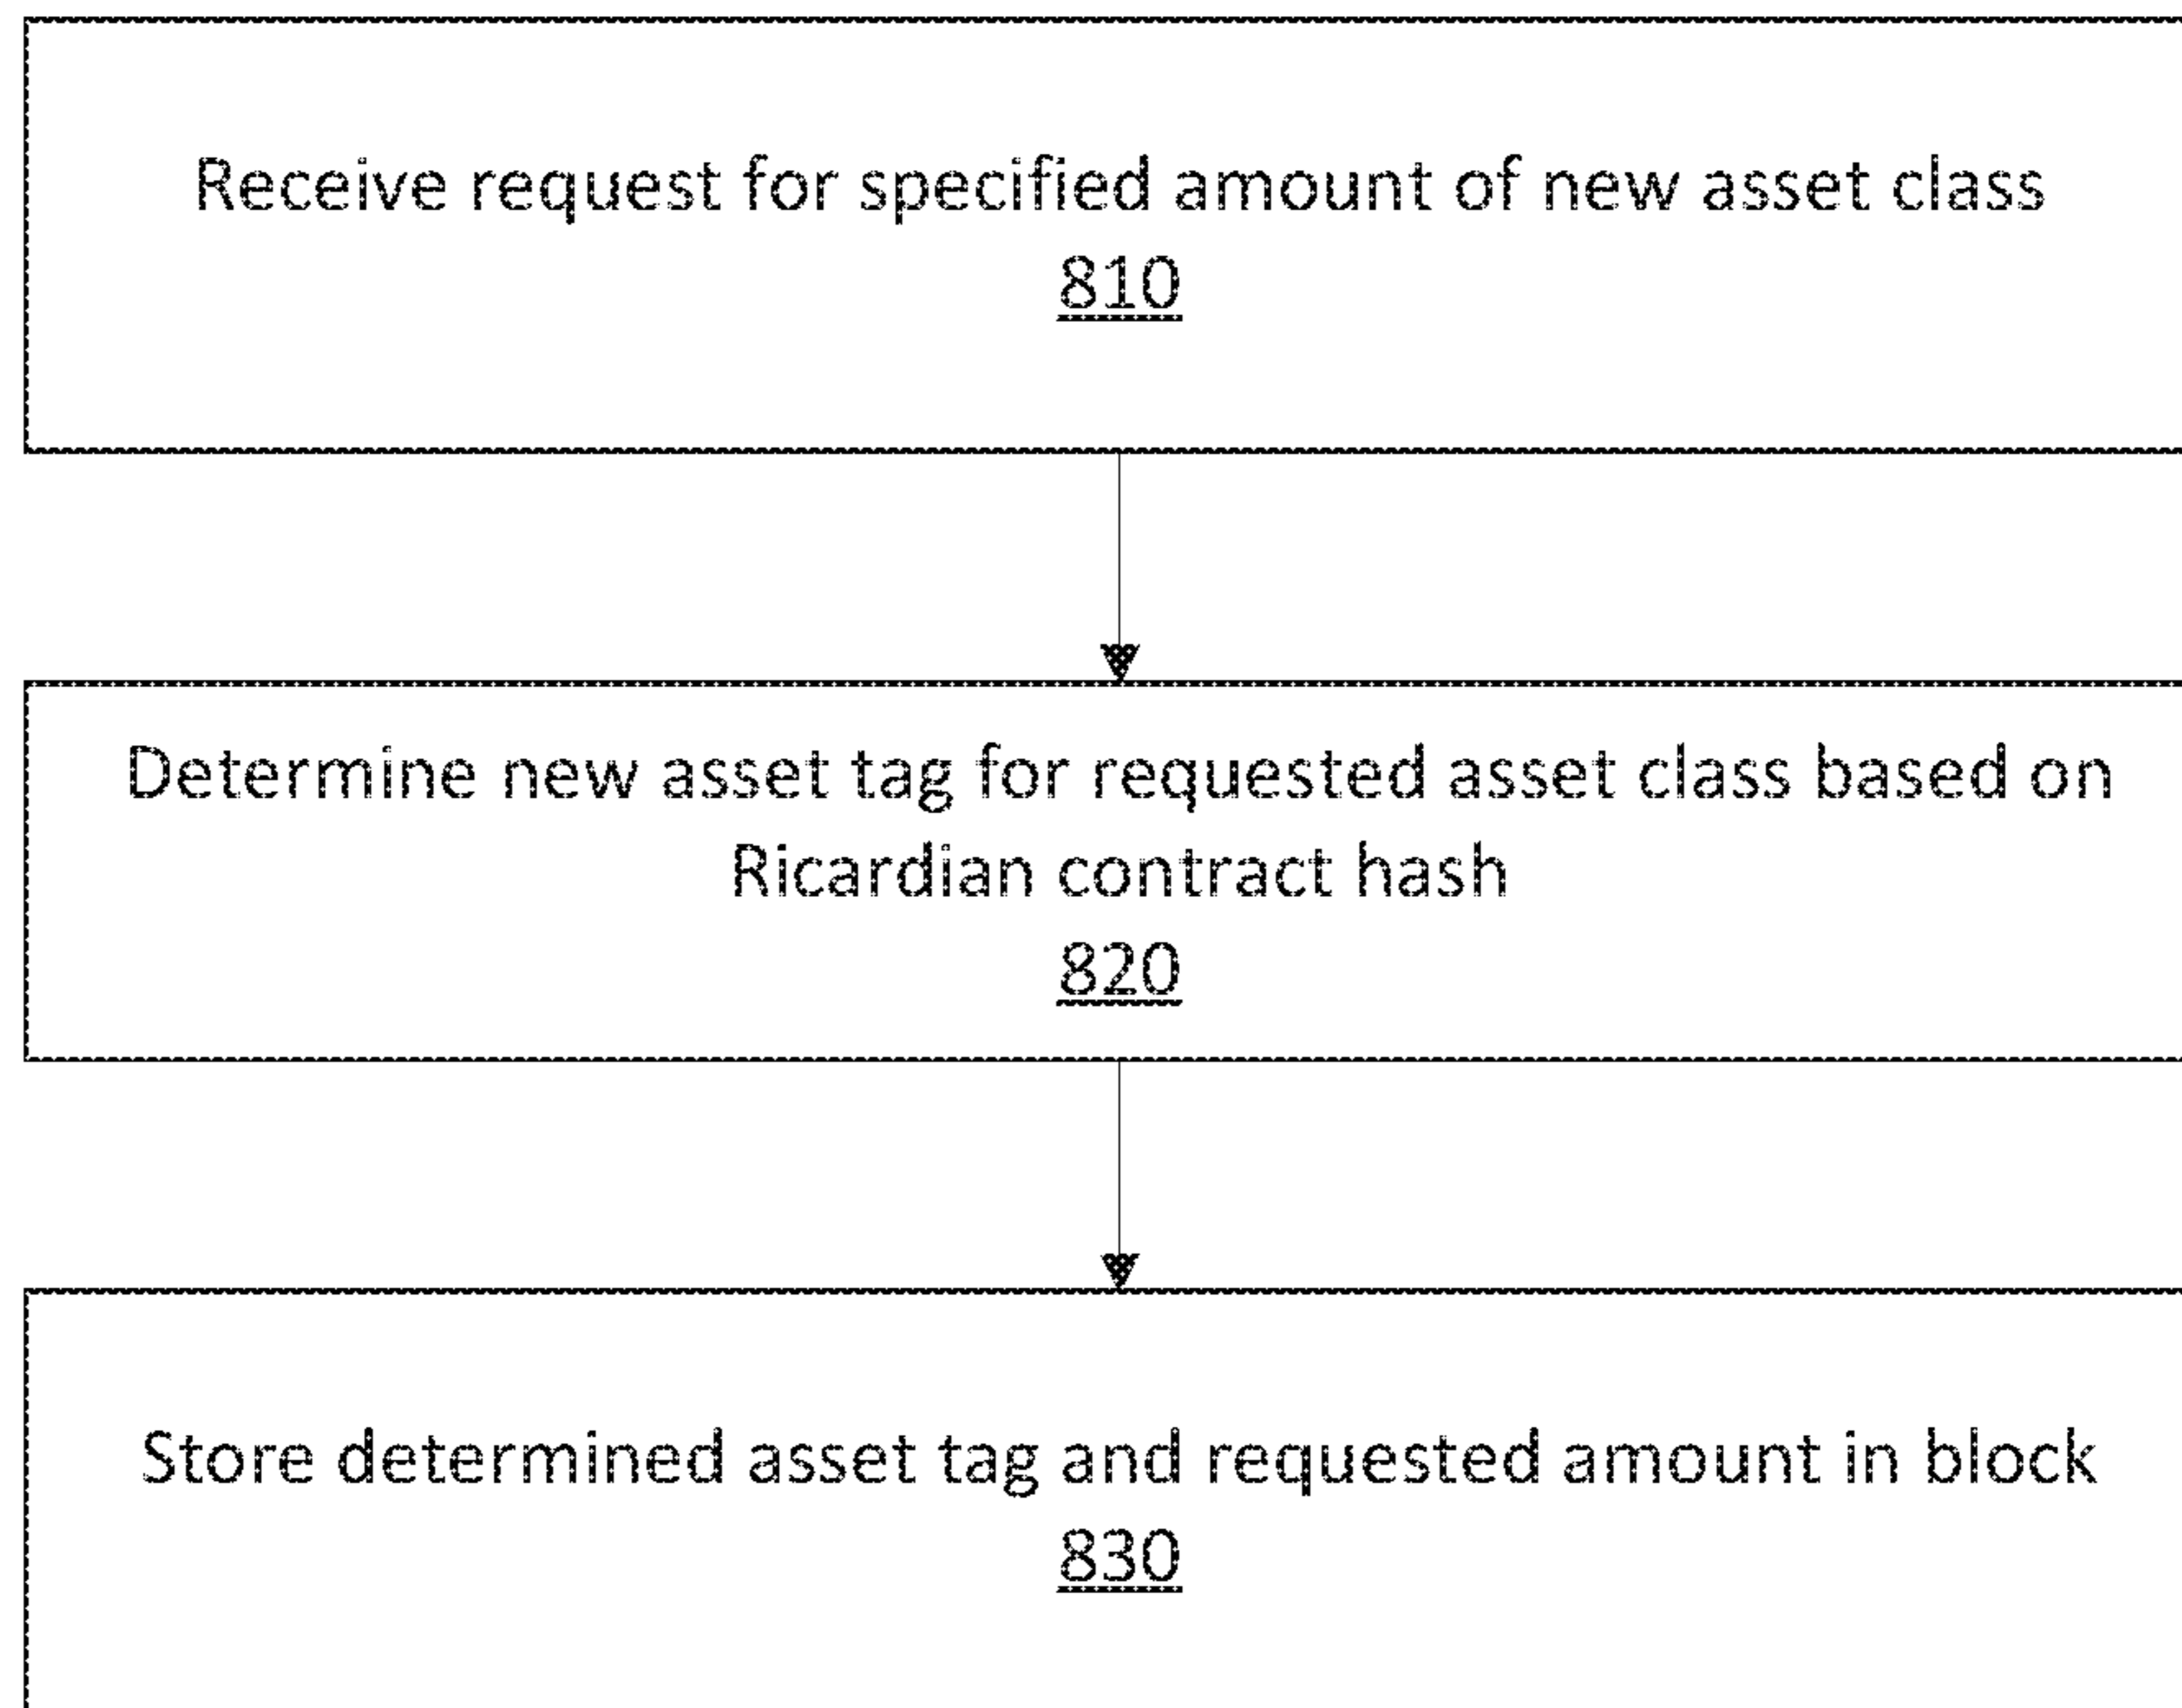 Receive request for specified amount of new asset class
810
Determine new asset tag for requested asset class based on
Ricardian contract hash
820
Store determined asset tag and requested amount in block
830